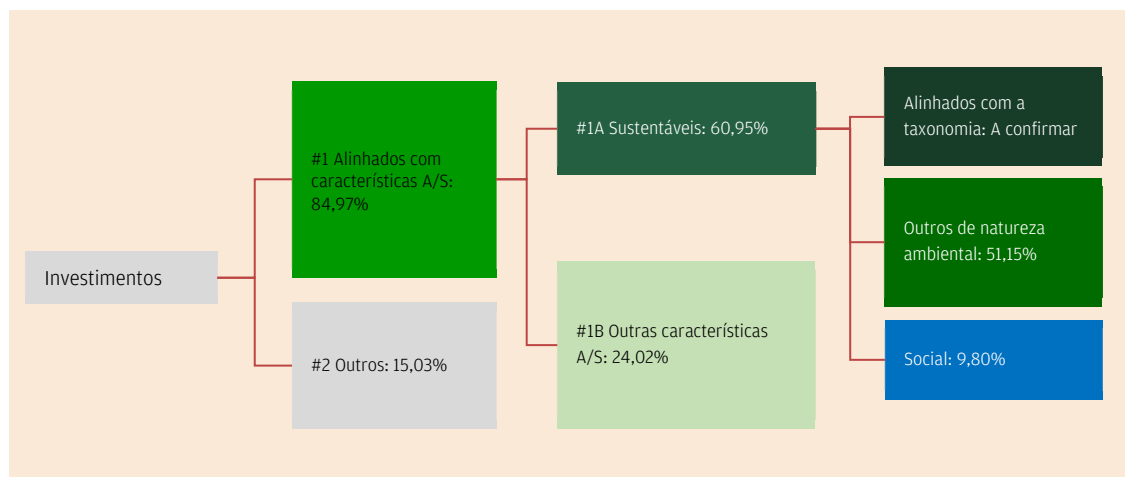 Investimentos
#1 Alinhados com
características A/S:
84,97%
#2 Outros: 15,03%
#1A Sustentáveis: 60,95%
#1B Outras características
A/S: 24,02%
Alinhados com a
taxonomia: A confirmar
Outros de natureza
ambiental: 51,15%
Social: 9,80%